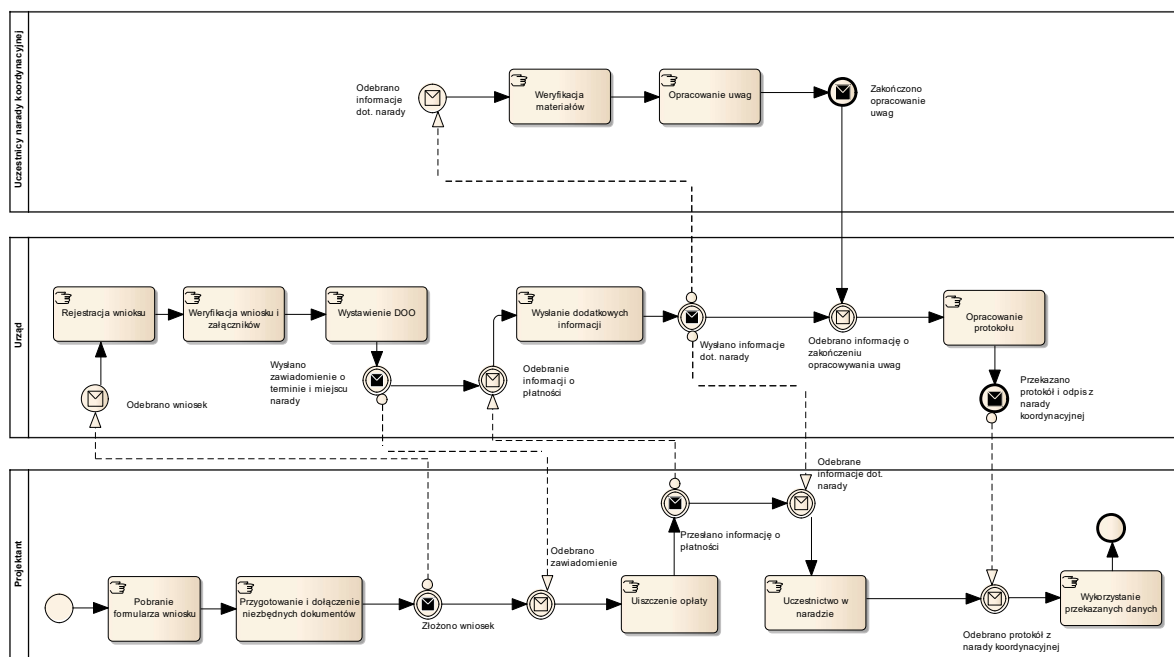 Uczestnicy narady koordynacyjnej
Odebrano
informacje
dot. narady
Weryfikacja
materiałów
Opracowanie uwag
Zakończono
opracowanie
uwag
Urząd
Rejestracja wnioksu
Weryfikacja wniosku i
załączników
Wystawienie DOO
Wysłanie dodatkowych
informacji
Opracowanie
protokołu
Odebrano wniosek
Wysłano
zawiadomienie o
terminie i miejscu
narady
Odebranie
informacji o
płatności
Wysłano informacje
dot. narady
Odebrano informację o
zakończeniu
opracowywania uwag
Przekazano
protokół i odpis z
narady
koordynacyjnej
Projektant
Odebrane
informacje dot.
narady
Przesłano informację o
płatności
Odebrano
zawiadomienie
Pobranie
formularza wniosku
Przygotowanie i dołączenie
niezbędnych dokumentów
Złożono wniosek
Uiszczenie opłaty
Uczestnictwo w
naradzie
Odebrano protokół z
narady koordynacyjnej
Wykorzystanie
przekazanych danych